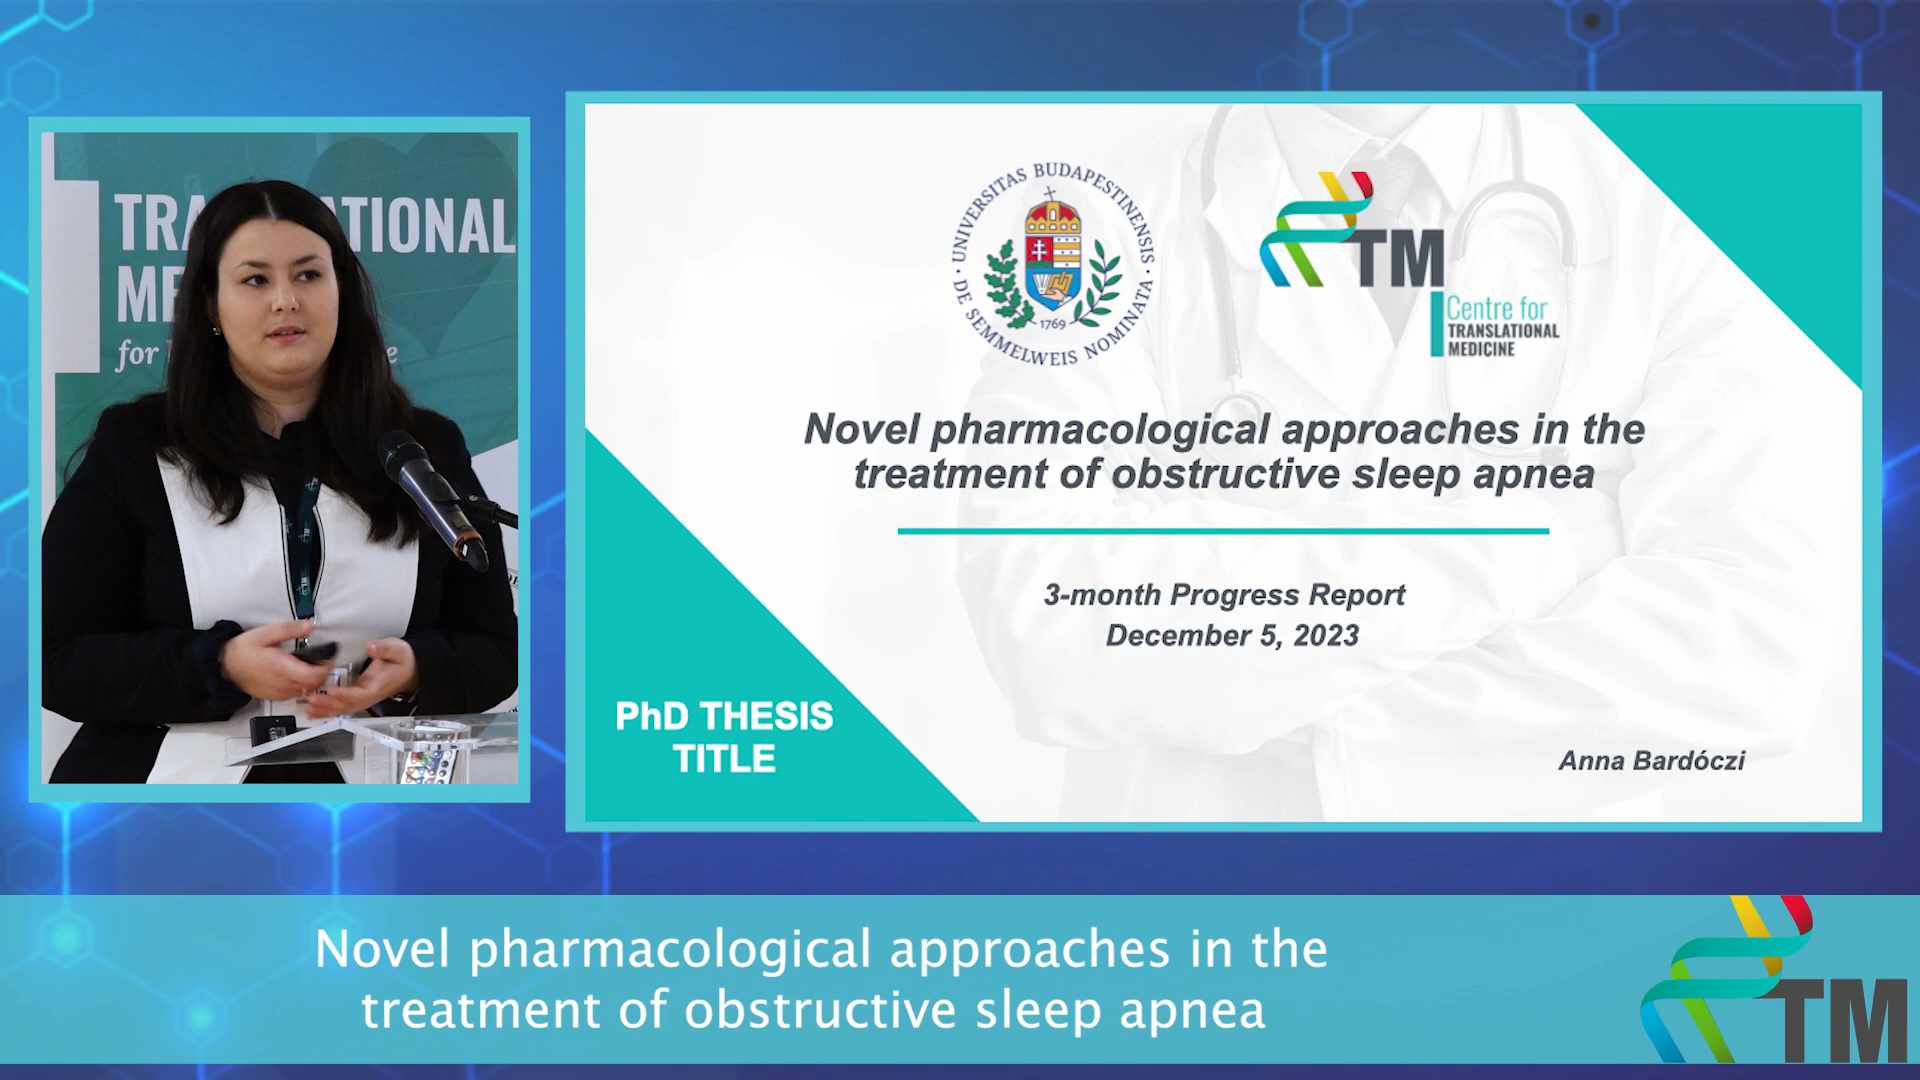 TRA
TIONAL
for
e
UNIVERSITAS BUDAPESTINENSIS
DE SEMMELWEIS NOMINATA
1769
TM
Centre for
TRANSLATIONAL
MEDICINE
Novel pharmacological approaches in the
treatment of obstructive sleep apnea
3-month Progress Report
December 5, 2023
PhD THESIS
TITLE
Anna Bardóczi
Novel pharmacological approaches in the
treatment of obstructive sleep apnea
TM